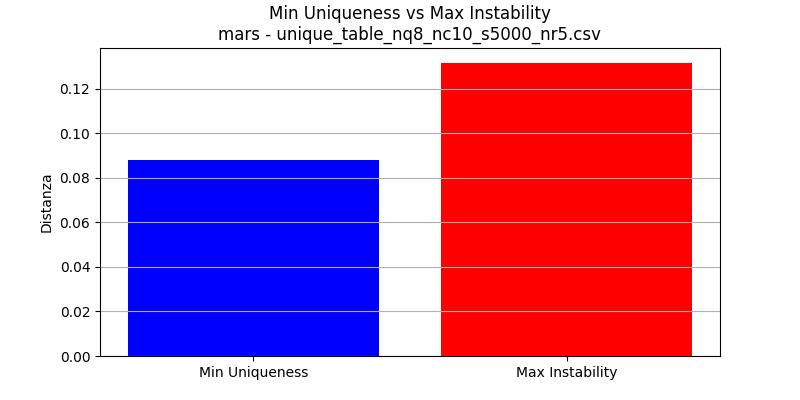 Min Uniqueness vs Max Instability
mars - unique_table_nq8_nc10_s5000_nr5.csv
0.12
0.10
0.08
0.06
0.04
0.02
0.00
Distanza
Min Uniqueness
Max Instability